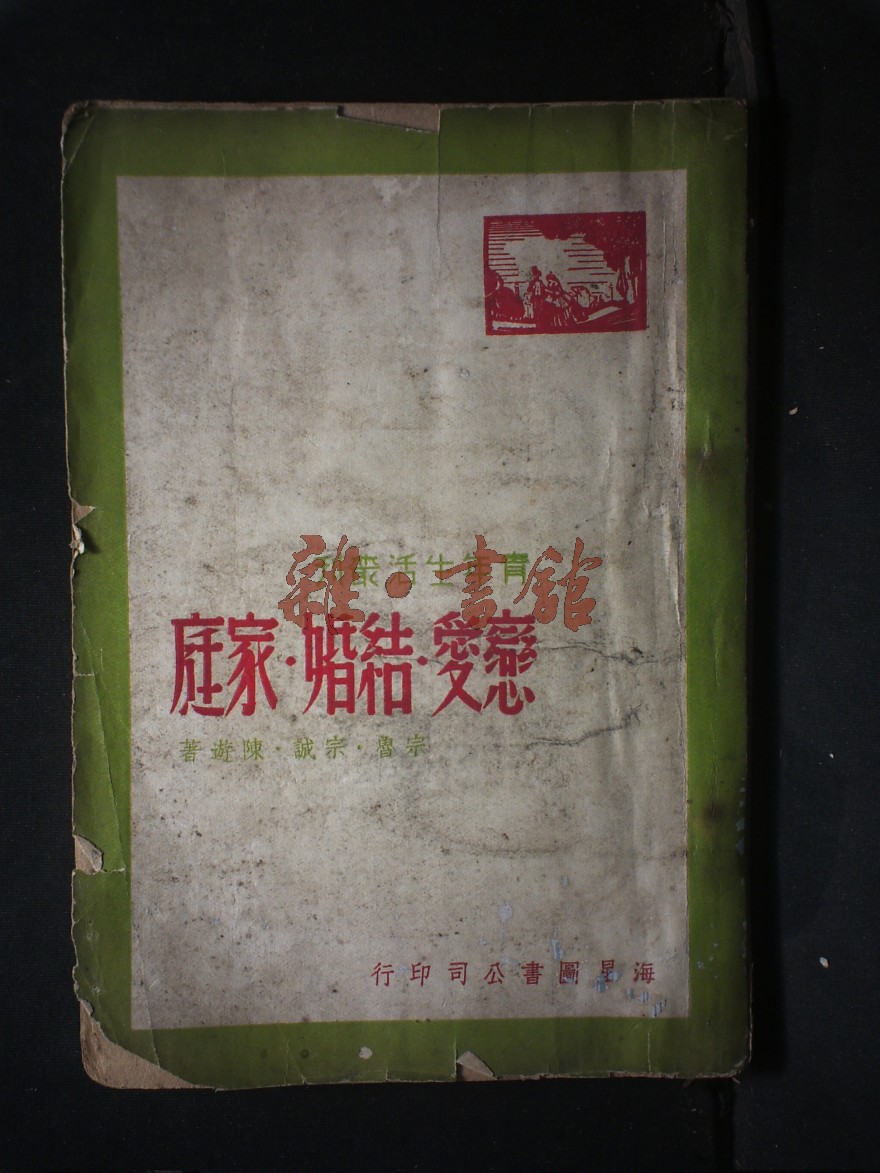 青年生活叢刊
雜·書館
戀愛·結婚·家庭
宗魯·宗誠·陳遊著
海星圖書公司印行